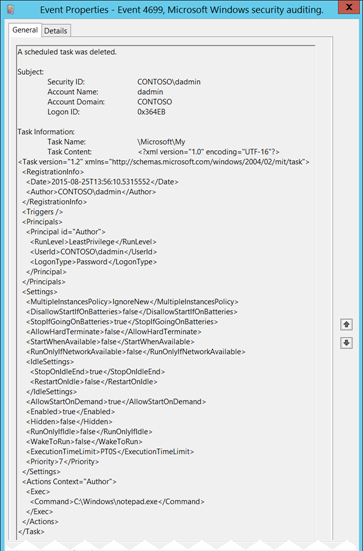 Event Properties - Event 4699, Microsoft Windows security auditing.
x
General Details
A scheduled task was deleted.
Subject:
Security ID: CONTOSO\dadmin
Account Name: dadmin
Account Domain: CONTOSO
Logon ID: 0x364EB
Task Information:
Task Name: \Microsoft\My
Task Content: <?xml version="1.0" encoding="UTF-16"?>
<Task version="1.2" xmlns="http://schemas.microsoft.com/windows/2004/02/mit/task">
<RegistrationInfo>
<Date>2015-08-25T13:56:10.5315552</Date>
<Author>CONTOSO\dadmin</Author>
</RegistrationInfo>
<Triggers />
<Principals>
<Principal id="Author">
<RunLevel>LeastPrivilege</RunLevel>
<UserId>CONTOSO\dadmin</UserId>
<LogonType>Password</LogonType>
</Principal>
</Principals>
<Settings>
<MultipleInstancesPolicy>IgnoreNew</MultipleInstancesPolicy>
<DisallowStartIfOnBatteries>false</DisallowStartIfOnBatteries>
<StopIfGoingOnBatteries>true</StopIfGoingOnBatteries>
<AllowHardTerminate>false</AllowHardTerminate>
<StartWhenAvailable>false</StartWhenAvailable>
<RunOnlyIfNetworkAvailable>false</RunOnlyIfNetworkAvailable>
<IdleSettings>
<StopOnIdleEnd>true</StopOnIdleEnd>
<RestartOnIdle>false</RestartOnIdle>
</IdleSettings>
<AllowStartOnDemand>true</AllowStartOnDemand>
<Enabled>true</Enabled>
<Hidden>false</Hidden>
<RunOnlyIfIdle>false</RunOnlyIfIdle>
<WakeToRun>false</WakeToRun>
<ExecutionTimeLimit>PT0S</ExecutionTimeLimit>
<Priority>7</Priority>
</Settings>
<Actions Context="Author">
<Exec>
<Command>C:\Windows\notepad.exe</Command>
</Exec>
</Actions>
</Task>